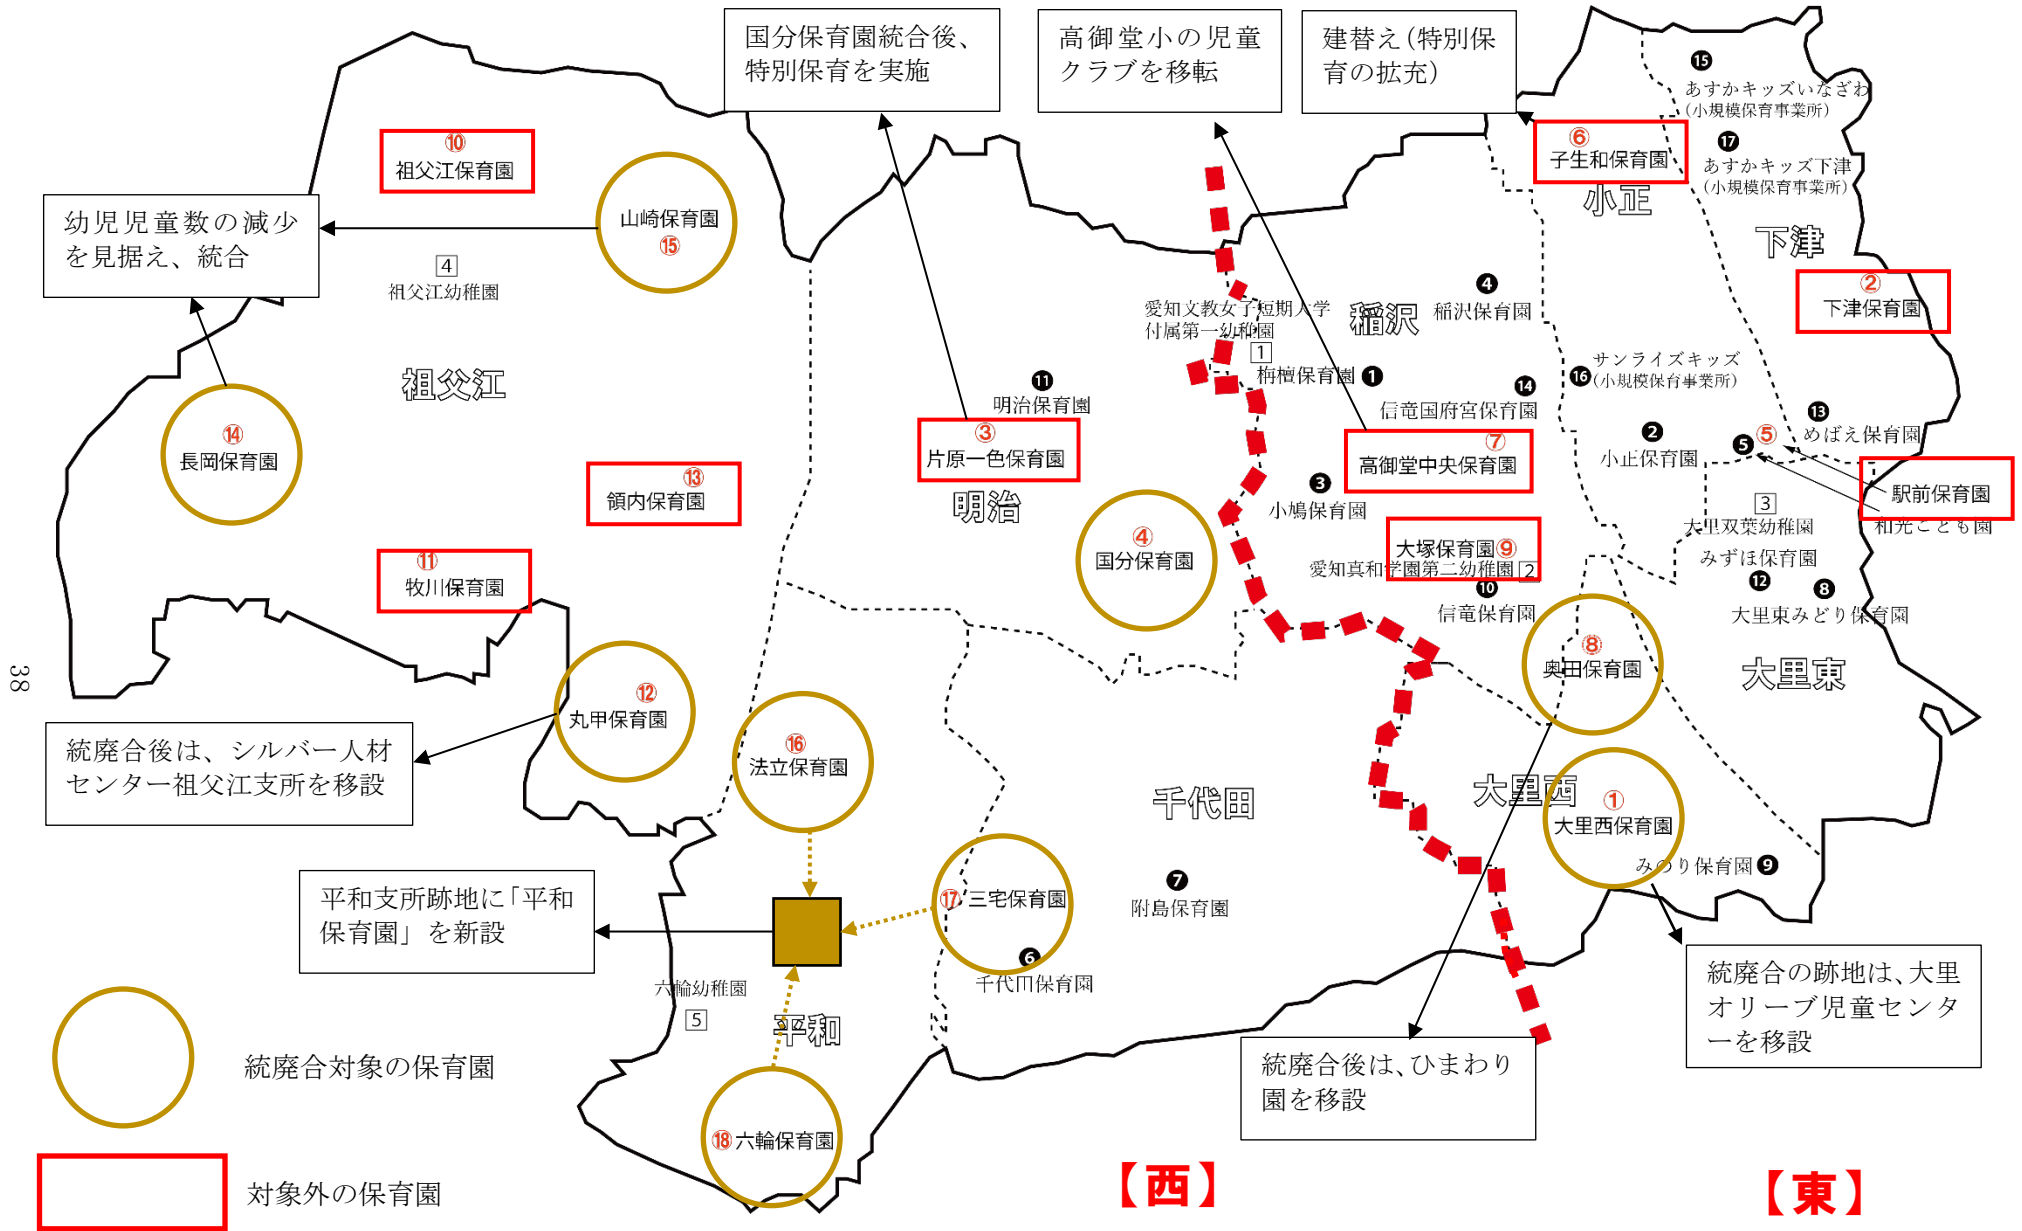 国分保育園統合後、
特別保育を実施
高御堂小の児童
クラブを移転
建替え(特別保
育の拡充)
⑮
あすかキッズいなざわ
(小規模保育事業所)
⑰
あすかキッズ下津
(小規模保育事業所)
⑥
子生和保育園
小正
下津
②
下津保育園
⑩
祖父江保育園
山崎保育園
⑮
幼児児童数の減少
を見据え、統合
4
祖父江幼稚園
祖父江
⑭
長岡保育園
⑬
領内保育園
⑪
牧川保育園
⑪
明治保育園
③
片原一色保育園
明治
④
国分保育園
愛知文教女子短期大学
付属第一幼稚園
1
稲沢
④
稲沢保育園
栴檀保育園 ①
⑭
信竜国府宮保育園
⑯ サンライズキッズ
(小規模保育事業所)
⑦
高御堂中央保育園
③
小鳩保育園
②
小正保育園
⑬
めばえ保育園
⑤
⑤
駅前保育園
和光こども園
3
大里双葉幼稚園
みずほ保育園
⑫
⑧
大里東みどり保育園
大塚保育園⑨
愛知真和学園第二幼稚園 2
⑩
信竜保育園
⑧
奥田保育園
大里東
38
⑫
丸甲保育園
統廃合後は、シルバー人材
センター祖父江支所を移設
⑯
法立保育園
千代田
大里西
①
大里西保育園
みのり保育園 ⑨
平和支所跡地に「平和
保育園」を新設
⑰ 三宅保育園
⑥
千代田保育園
⑦
附島保育園
六輪幼稚園
5
平和
統廃合の跡地は、大里
オリーブ児童センタ
ーを移設
統廃合後は、ひまわり
園を移設
統廃合対象の保育園
⑱ 六輪保育園
対象外の保育園
【西】
【東】